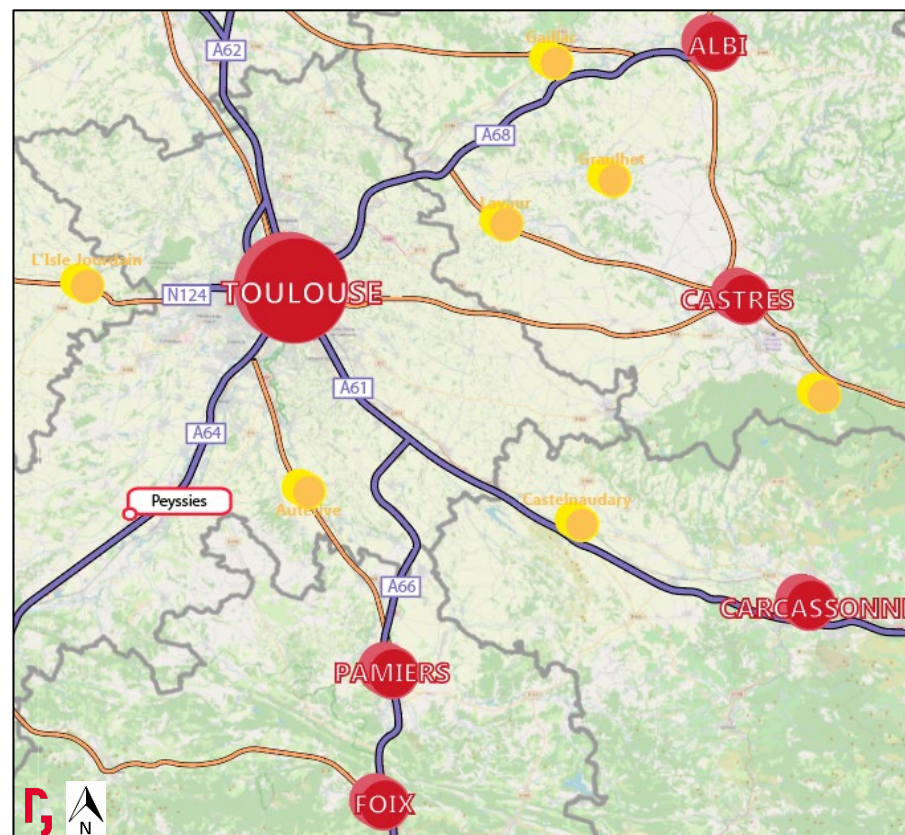 A62
Gaillac
ALBI
A68
Graulhet
Lavaur
L'Isle Jourdain
N124
TOULOUSE
CASTRES
A61
A64
Peyssies
Auterive
Castelnaudary
A66
CARCASSONNE
PAMIERS
FOIX
N